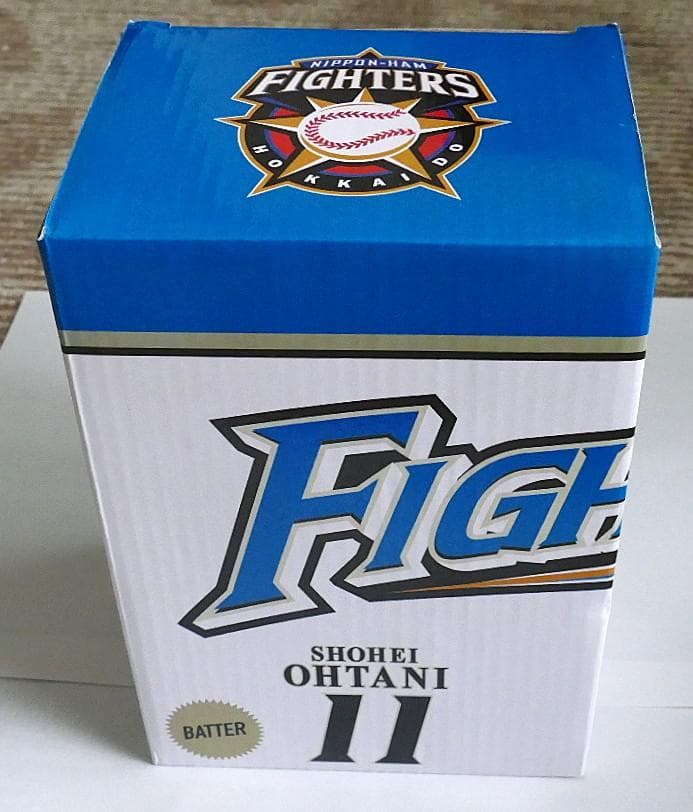 NIPPON-HAM
FIGHTERS
HOKKAIDO
FIGH
SHOHEI
OHTANI
11
BATTER